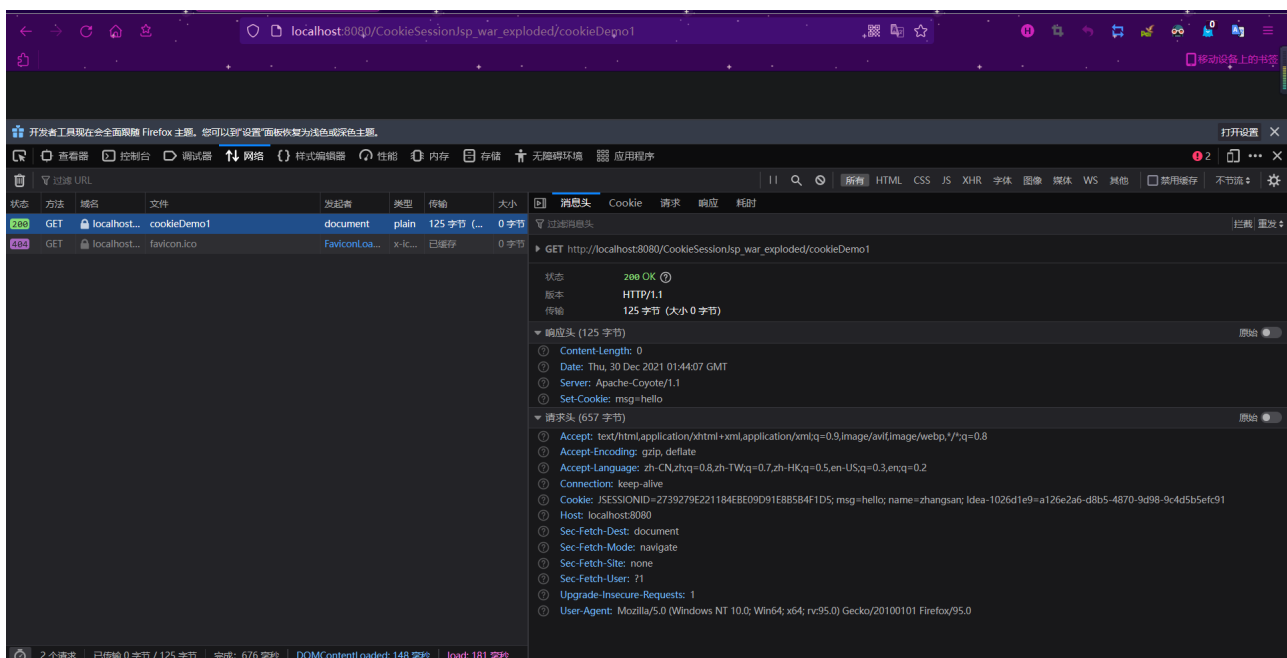 localhost:8080/CookieSessionJsp_war_exploded/cookieDemo1
0
移动设备上的书签
开发者工具现在会全面跟随 Firefox 主题。您可以到“设置”面板恢复为浅色或深色主题。 打开设置
查看器 控制台 调试器 网络 样式编辑器 性能 内存 存储 无障碍环境 应用程序 2
过滤 URL 所有 HTML CSS JS XHR 字体 图像 媒体 WS 其他 禁用缓存 不节流
状态 方法 域名 文件 发起者 类型 传输 大小 消息头 Cookie 请求 响应 耗时
200 GET localhost... cookieDemo1 document plain 125 字节 (... 0 字节
过滤消息头 拦截 重发
404 GET localhost... favicon.ico FaviconLoa... x-ic... 已缓存 0 字节
GET http://localhost:8080/CookieSessionJsp_war_exploded/cookieDemo1
状态 200 OK
版本 HTTP/1.1
传输 125 字节 (大小 0 字节)
响应头 (125 字节) 原始
Content-Length: 0
Date: Thu, 30 Dec 2021 01:44:07 GMT
Server: Apache-Coyote/1.1
Set-Cookie: msg=hello
请求头 (657 字节) 原始
Accept: text/html,application/xhtml+xml,application/xml;q=0.9,image/avif,image/webp,*/*;q=0.8
Accept-Encoding: gzip, deflate
Accept-Language: zh-CN,zh;q=0.8,zh-TW;q=0.7,zh-HK;q=0.5,en-US;q=0.3,en;q=0.2
Connection: keep-alive
Cookie: JSESSIONID=2739279E221184EBE09D91E8B5B4F1D5; msg=hello; name=zhangsan; Idea-1026d1e9=a126e2a6-d8b5-4870-9d98-9c4d5b5efc91
Host: localhost:8080
Sec-Fetch-Dest: document
Sec-Fetch-Mode: navigate
Sec-Fetch-Site: none
Sec-Fetch-User: ?1
Upgrade-Insecure-Requests: 1
User-Agent: Mozilla/5.0 (Windows NT 10.0; Win64; x64; rv:95.0) Gecko/20100101 Firefox/95.0
2 个请求 已传输 0 字节 / 125 字节 完成: 676 毫秒 DOMContentLoaded: 148 毫秒 load: 181 毫秒